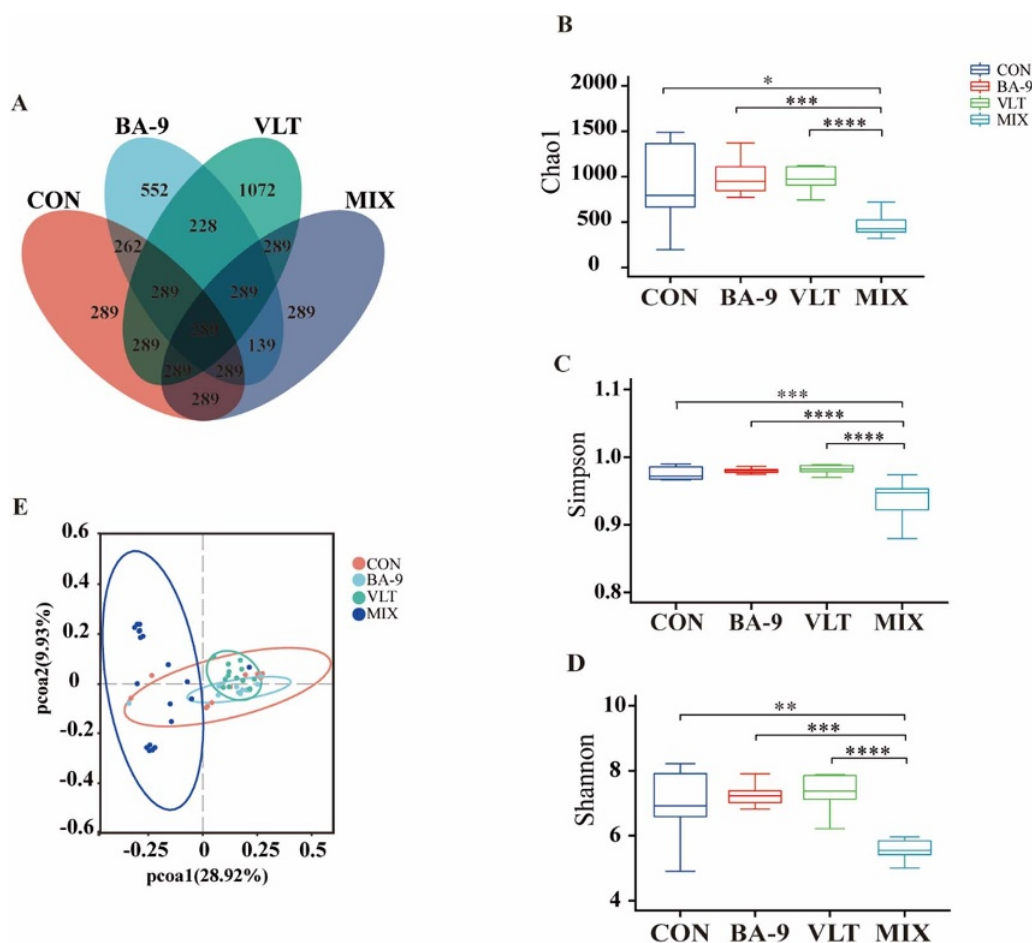 A
BA-9 VLT
CON MIX
552 1072
228
262 289
289 289
289 289 289
289 139
289 289
289
B
CON
BA-9
VLT
MIX
2000
1500
1000
500
0
Chao1
*
***
****
CON BA-9 VLT MIX
C
1.1
1.0
0.9
0.8
Simpson
***
****
****
CON BA-9 VLT MIX
D
10
8
6
4
Shannon
**
***
****
CON BA-9 VLT MIX
E
0.6
0.4
0.2
0
-0.2
-0.4
-0.6
pcoa2(9.93%)
-0.25 0 0.25 0.5
pcoa1(28.92%)
CON
BA-9
VLT
MIX